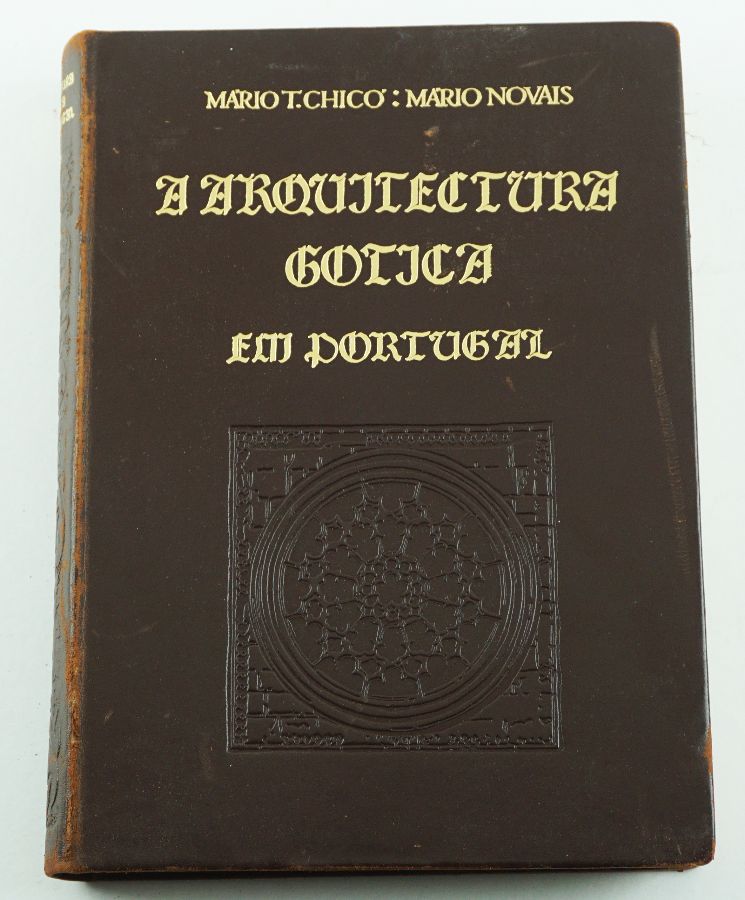 MÁRIO T. CHICÓ : MÁRIO NOVAIS
A ARQUITECTURA
GOTICA
EM PORTUGAL